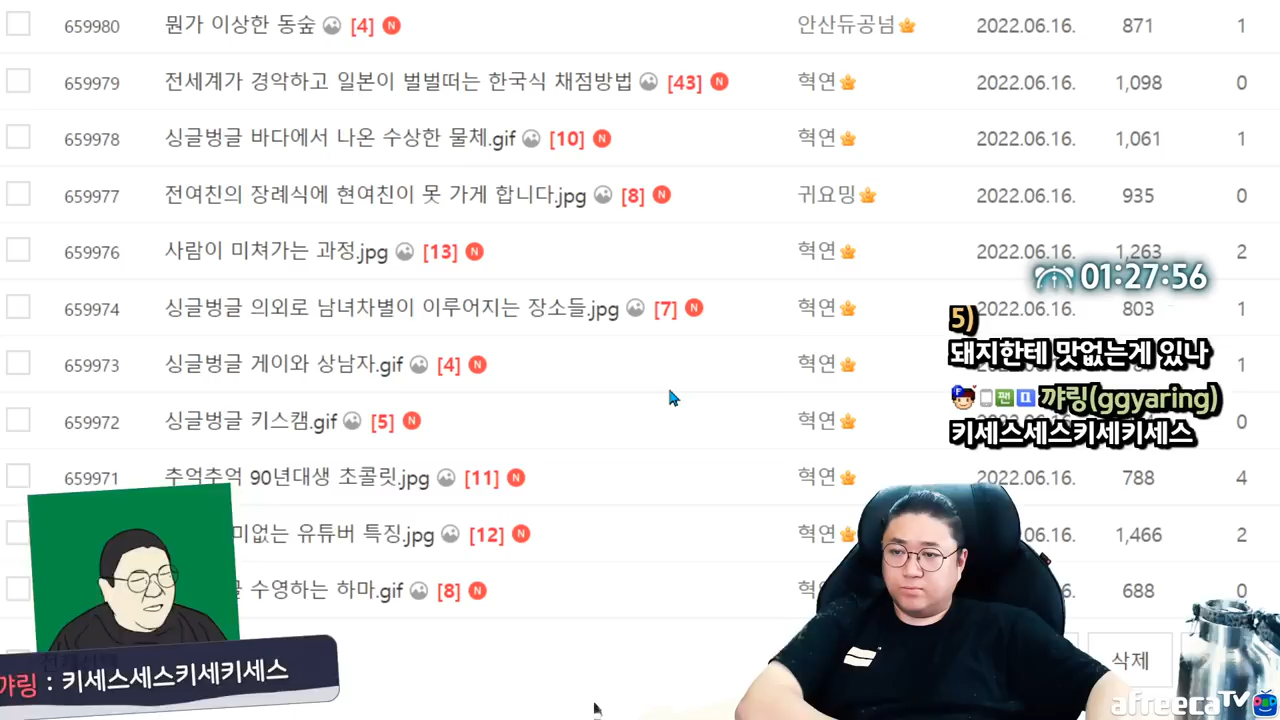 659980 뭔가 이상한 동숲 [4] N 안산듀공넘 2022.06.16. 871 1
659979 전세계가 경악하고 일본이 벌벌떠는 한국식 채점방법 [43] N 혁연 2022.06.16. 1,098 0
659978 싱글벙글 바다에서 나온 수상한 물체.gif [10] N 혁연 2022.06.16. 1,061 1
659977 전여친의 장례식에 현여친이 못 가게 합니다.jpg [8] N 귀요밍 2022.06.16. 935 0
659976 사람이 미쳐가는 과정.jpg [13] N 혁연 2022.06.16. 1,263 2
01:27:56
659974 싱글벙글 의외로 남녀차별이 이루어지는 장소들.jpg [7] N 혁연 2022.06.16. 803 1
5)
돼지한테 맛없는게 있나
659973 싱글벙글 게이와 상남자.gif [4] N 혁연 1
F 팬 꺄링(ggyaring)
659972 싱글벙글 키스캠.gif [5] N 혁연 0
키세스세스키세키세스
659971 추억추억 90년대생 초콜릿.jpg [11] N 혁연 2022.06.16. 788 4
미없는 유튜버 특징.jpg [12] N 혁연 06.16. 1,466 2
수영하는 하마.gif [8] N 688 0
삭제
꺄링 : 키세스세스키세키세스
afreecaTV